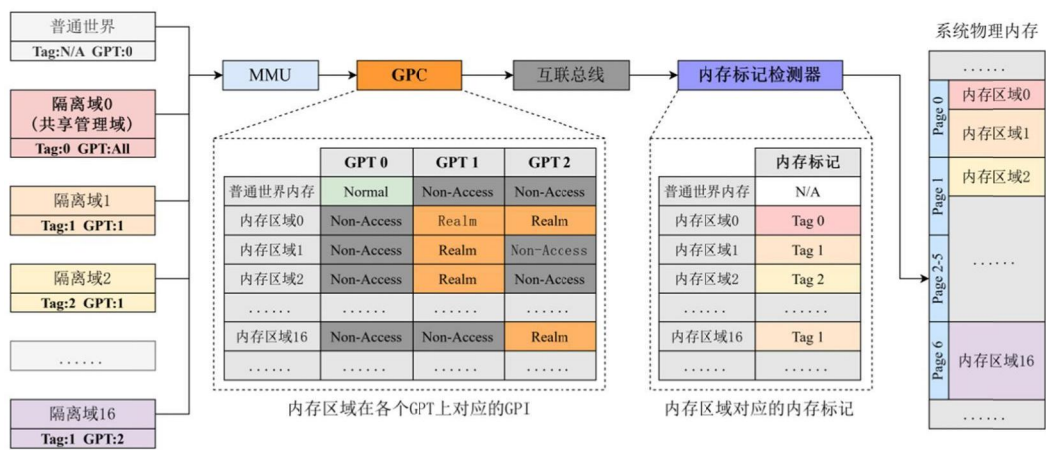 普通世界
Tag:N/A GPT:0
隔离域0
(共享管理域)
Tag:0 GPT:All
隔离域1
Tag:1 GPT:1
隔离域2
Tag:2 GPT:1
......
隔离域16
Tag:1 GPT:2
MMU
GPC
互联总线
内存标记检测器
GPT 0 GPT 1 GPT 2
普通世界内存 Normal Non-Access Non-Access
内存区域0 Non-Access Realm Realm
内存区域1 Non-Access Realm Non-Access
内存区域2 Non-Access Realm Non-Access
...... ...... ...... ......
内存区域16 Non-Access Non-Access Realm
...... ...... ...... ......
内存区域在各个GPT上对应的GPI
内存标记
普通世界内存 N/A
内存区域0 Tag 0
内存区域1 Tag 1
内存区域2 Tag 2
...... ......
内存区域16 Tag 1
...... ......
内存区域对应的内存标记
系统物理内存
......
Page 0
内存区域0
内存区域1
Page 1
内存区域2
Page 2-5
......
Page 6
内存区域16
......